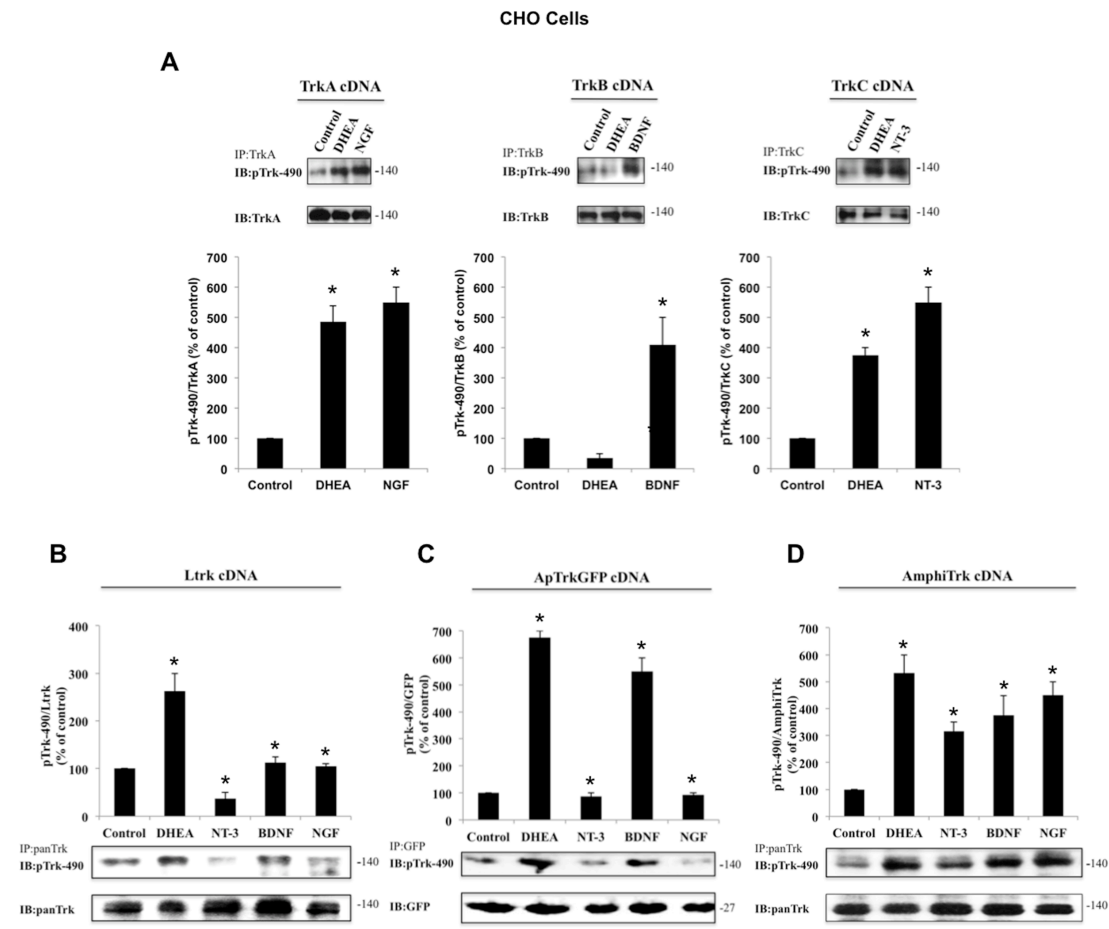 CHO Cells
A
TrkA cDNA
Control DHEA NGF
IP:TrkA
IB:pTrk-490 -140
IB:TrkA -140
pTrk-490/TrkA (% of control)
700
600
500
400
300
200
100
0
* *
Control DHEA NGF
TrkB cDNA
Control DHEA BDNF
IP:TrkB
IB:pTrk-490 -140
IB:TrkB -140
pTrk-490/TrkB (% of control)
700
600
500
400
300
200
100
0
*
Control DHEA BDNF
TrkC cDNA
Control DHEA NT-3
IP:TrkC
IB:pTrk-490 -140
IB:TrkC -140
pTrk-490/TrkC (% of control)
700
600
500
400
300
200
100
0
* *
Control DHEA NT-3
B
Ltrk cDNA
pTrk-490/Ltrk
(% of control)
400
300
200
100
0
* * * *
Control DHEA NT-3 BDNF NGF
IP:panTrk
IB:pTrk-490 -140
IB:panTrk -140
C
ApTrkGFP cDNA
pTrk-490/GFP
(% of control)
700
600
500
400
300
200
100
0
* * * *
Control DHEA NT-3 BDNF NGF
IP:GFP
IB:pTrk-490 -140
IB:GFP -27
D
AmphiTrk cDNA
pTrk-490/AmphiTrk
(% of control)
700
600
500
400
300
200
100
0
* * * *
Control DHEA NT-3 BDNF NGF
IP:panTrk
IB:pTrk-490 -140
IB:panTrk -140